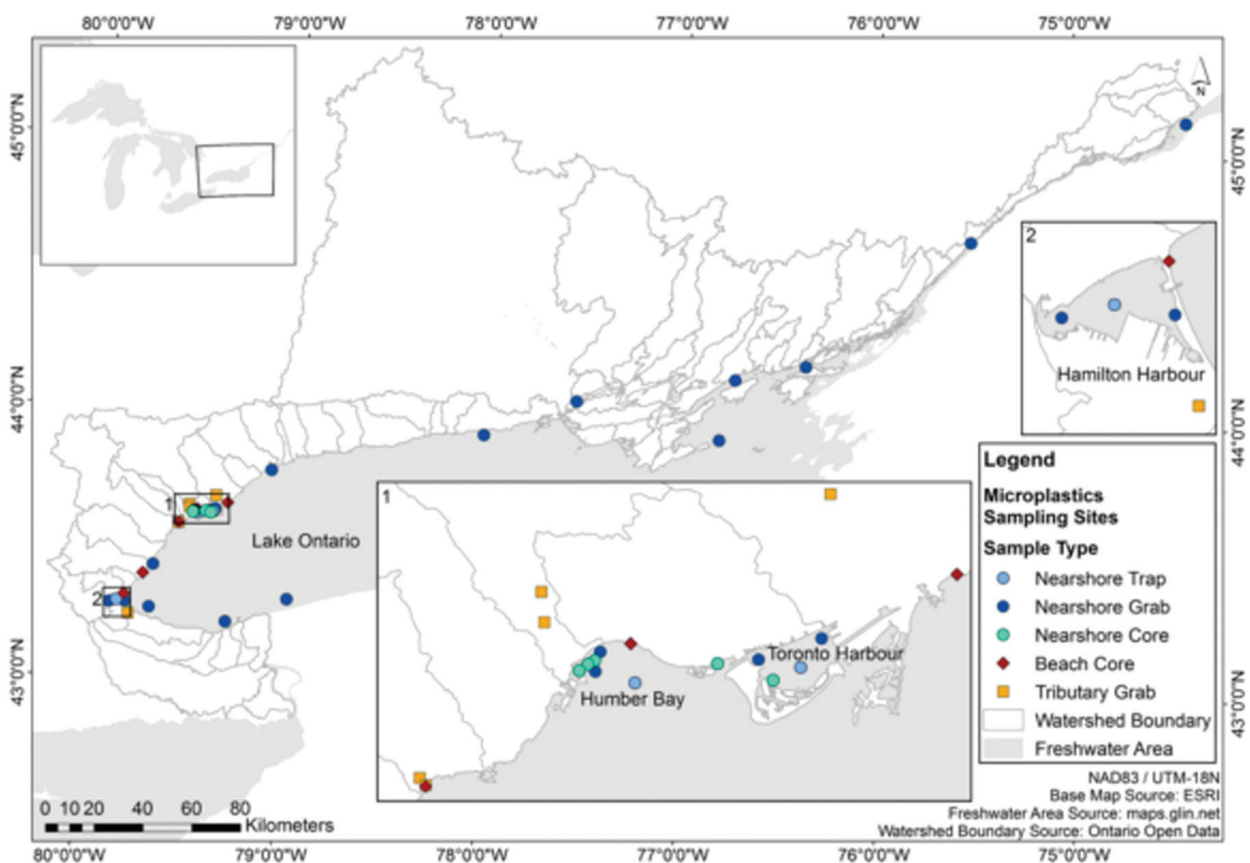 80°0'0"W 79°0'0"W 78°0'0"W 77°0'0"W 76°0'0"W 75°0'0"W
45°0'0"N
44°0'0"N
43°0'0"N
N
45°0'0"N
44°0'0"N
43°0'0"N
2
Hamilton Harbour
1
2
Lake Ontario
1
Toronto Harbour
Humber Bay
Legend
Microplastics
Sampling Sites
Sample Type
Nearshore Trap
Nearshore Grab
Nearshore Core
Beach Core
Tributary Grab
Watershed Boundary
Freshwater Area
NAD83 / UTM-18N
Base Map Source: ESRI
Freshwater Area Source: maps.glin.net
Watershed Boundary Source: Ontario Open Data
0 10 20 40 60 80
Kilometers
80°0'0"W 79°0'0"W 78°0'0"W 77°0'0"W 76°0'0"W 75°0'0"W